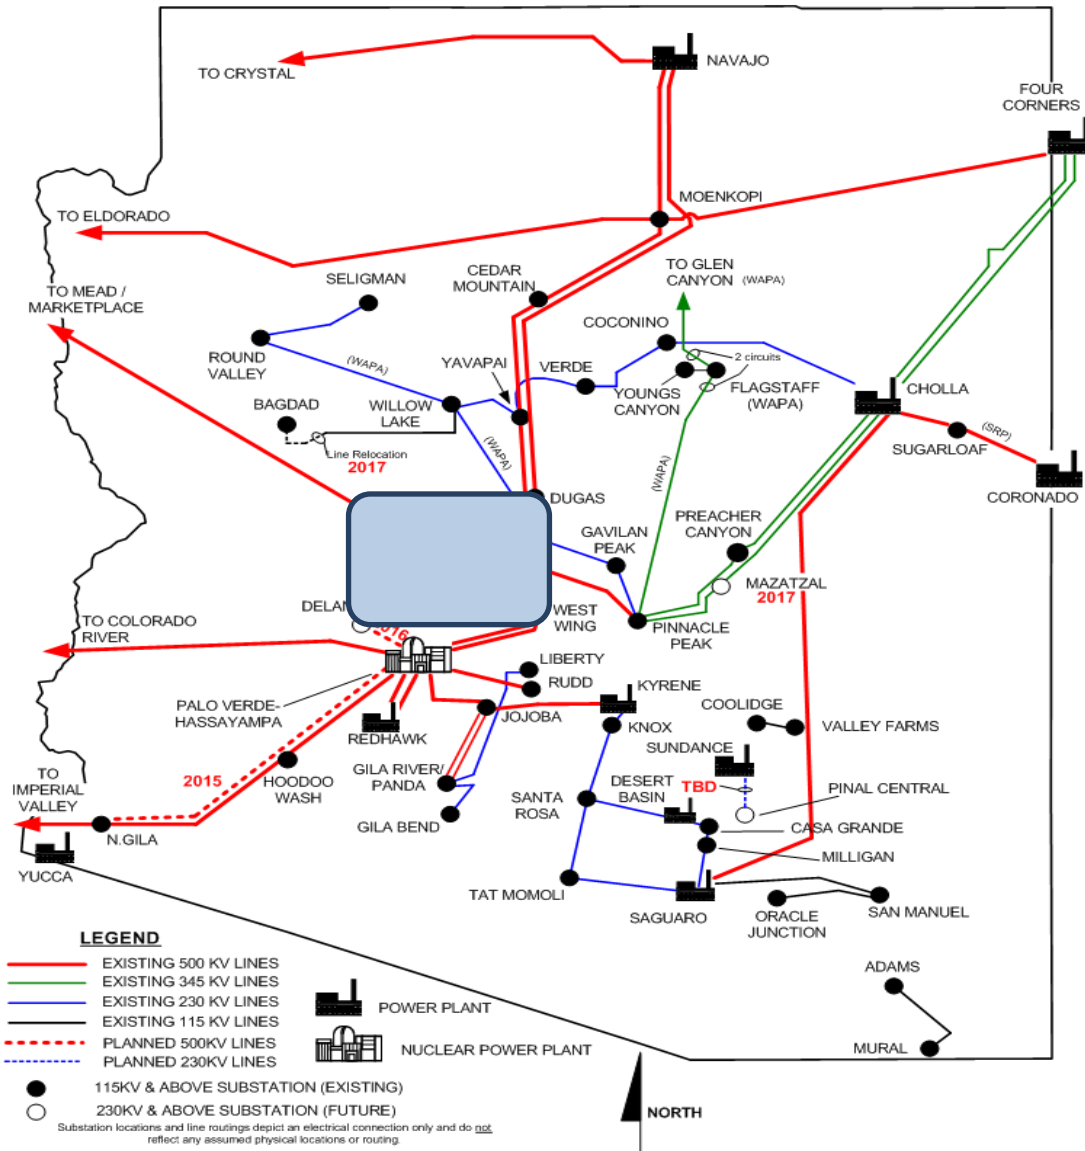 NAVAJO
TO CRYSTAL
FOUR
CORNERS
MOENKOPI
TO ELDORADO
CEDAR
MOUNTAIN
TO GLEN
CANYON (WAPA)
SELIGMAN
TO MEAD /
MARKETPLACE
COCONINO
2 circuits
ROUND
VALLEY
(WAPA)
YAVAPAI
VERDE
YOUNGS
CANYON
FLAGSTAFF
(WAPA)
CHOLLA
BAGDAD
WILLOW
LAKE
Line Relocation
2017
(WAPA)
(WAPA)
SUGARLOAF
(SRP)
CORONADO
DUGAS
GAVILAN
PEAK
PREACHER
CANYON
MAZATZAL
2017
WEST
WING
PINNACLE
PEAK
TO COLORADO
RIVER
LIBERTY
RUDD
KYRENE
PALO VERDE-
HASSAYAMPA
REDHAWK
JOJOBA
KNOX
COOLIDGE
VALLEY FARMS
SUNDANCE
2015
HOODOO
WASH
GILA RIVER/
PANDA
GILA BEND
DESERT
BASIN
TBD
PINAL CENTRAL
TO
IMPERIAL
VALLEY
SANTA
ROSA
CASA GRANDE
MILLIGAN
N.GILA
YUCCA
TAT MOMOLI
SAGUARO
ORACLE
JUNCTION
SAN MANUEL
ADAMS
MURAL
LEGEND
EXISTING 500 KV LINES
EXISTING 345 KV LINES
EXISTING 230 KV LINES
EXISTING 115 KV LINES
PLANNED 500KV LINES
PLANNED 230KV LINES
POWER PLANT
NUCLEAR POWER PLANT
115KV & ABOVE SUBSTATION (EXISTING)
230KV & ABOVE SUBSTATION (FUTURE)
Substation locations and line routings depict an electrical connection only and do not
reflect any assumed physical locations or routing.
NORTH